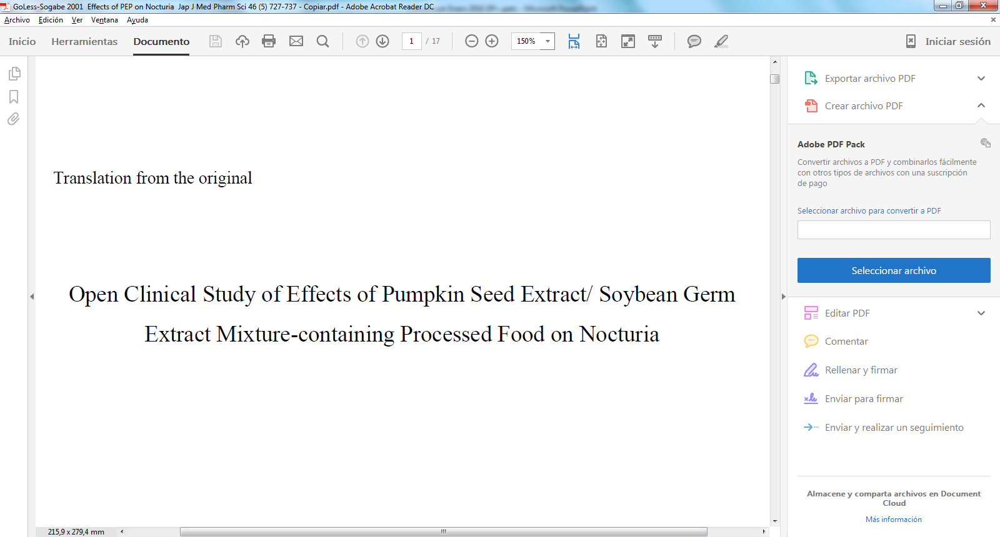 GoLess-Sogabe 2001 Effects of PEP on Nocturia Jap J Med Pharm Sci 46 (5) 727-737 - Copiar.pdf - Adobe Acrobat Reader DC
Archivo Edición Ver Ventana Ayuda
Inicio Herramientas Documento 1 / 17 150% Iniciar sesión
Translation from the original
Open Clinical Study of Effects of Pumpkin Seed Extract/ Soybean Germ
Extract Mixture-containing Processed Food on Nocturia
215,9 x 279,4 mm
Exportar archivo PDF
Crear archivo PDF
Adobe PDF Pack
Convertir archivos a PDF y combinarlos fácilmente
con otros tipos de archivos con una suscripción
de pago
Seleccionar archivo para convertir a PDF
Seleccionar archivo
Editar PDF
Comentar
Rellenar y firmar
Enviar para firmar
Enviar y realizar un seguimiento
Almacene y comparta archivos en Document
Cloud
Más información